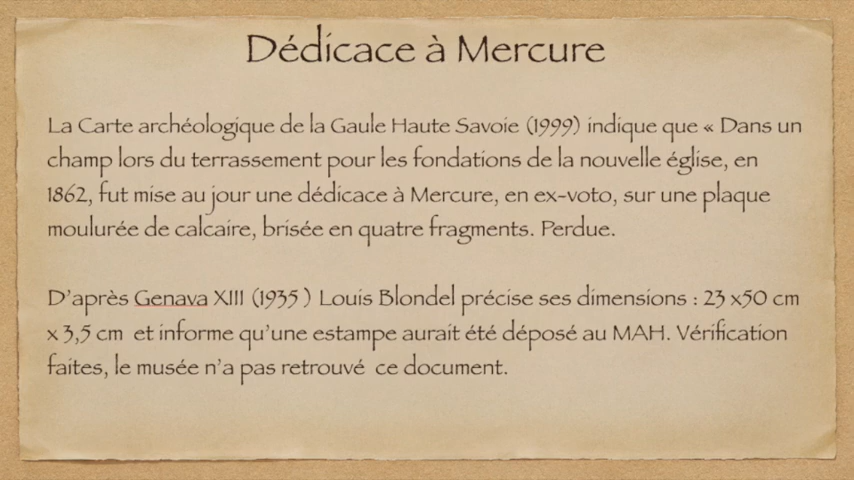 Dédicace à Mercure
La Carte archéologique de la Gaule Haute Savoie (1999) indique que « Dans un
champ lors du terrassement pour les fondations de la nouvelle église, en
1862, fut mise au jour une dédicace à Mercure, en ex-voto, sur une plaque
moulurée de calcaire, brisée en quatre fragments. Perdue.
D'après Genava XIII (1935 ) Louis Blondel précise ses dimensions : 23 x50 cm
x 3,5 cm et informe qu'une estampe aurait été déposé au MAH. Vérification
faites, le musée n'a pas retrouvé ce document.